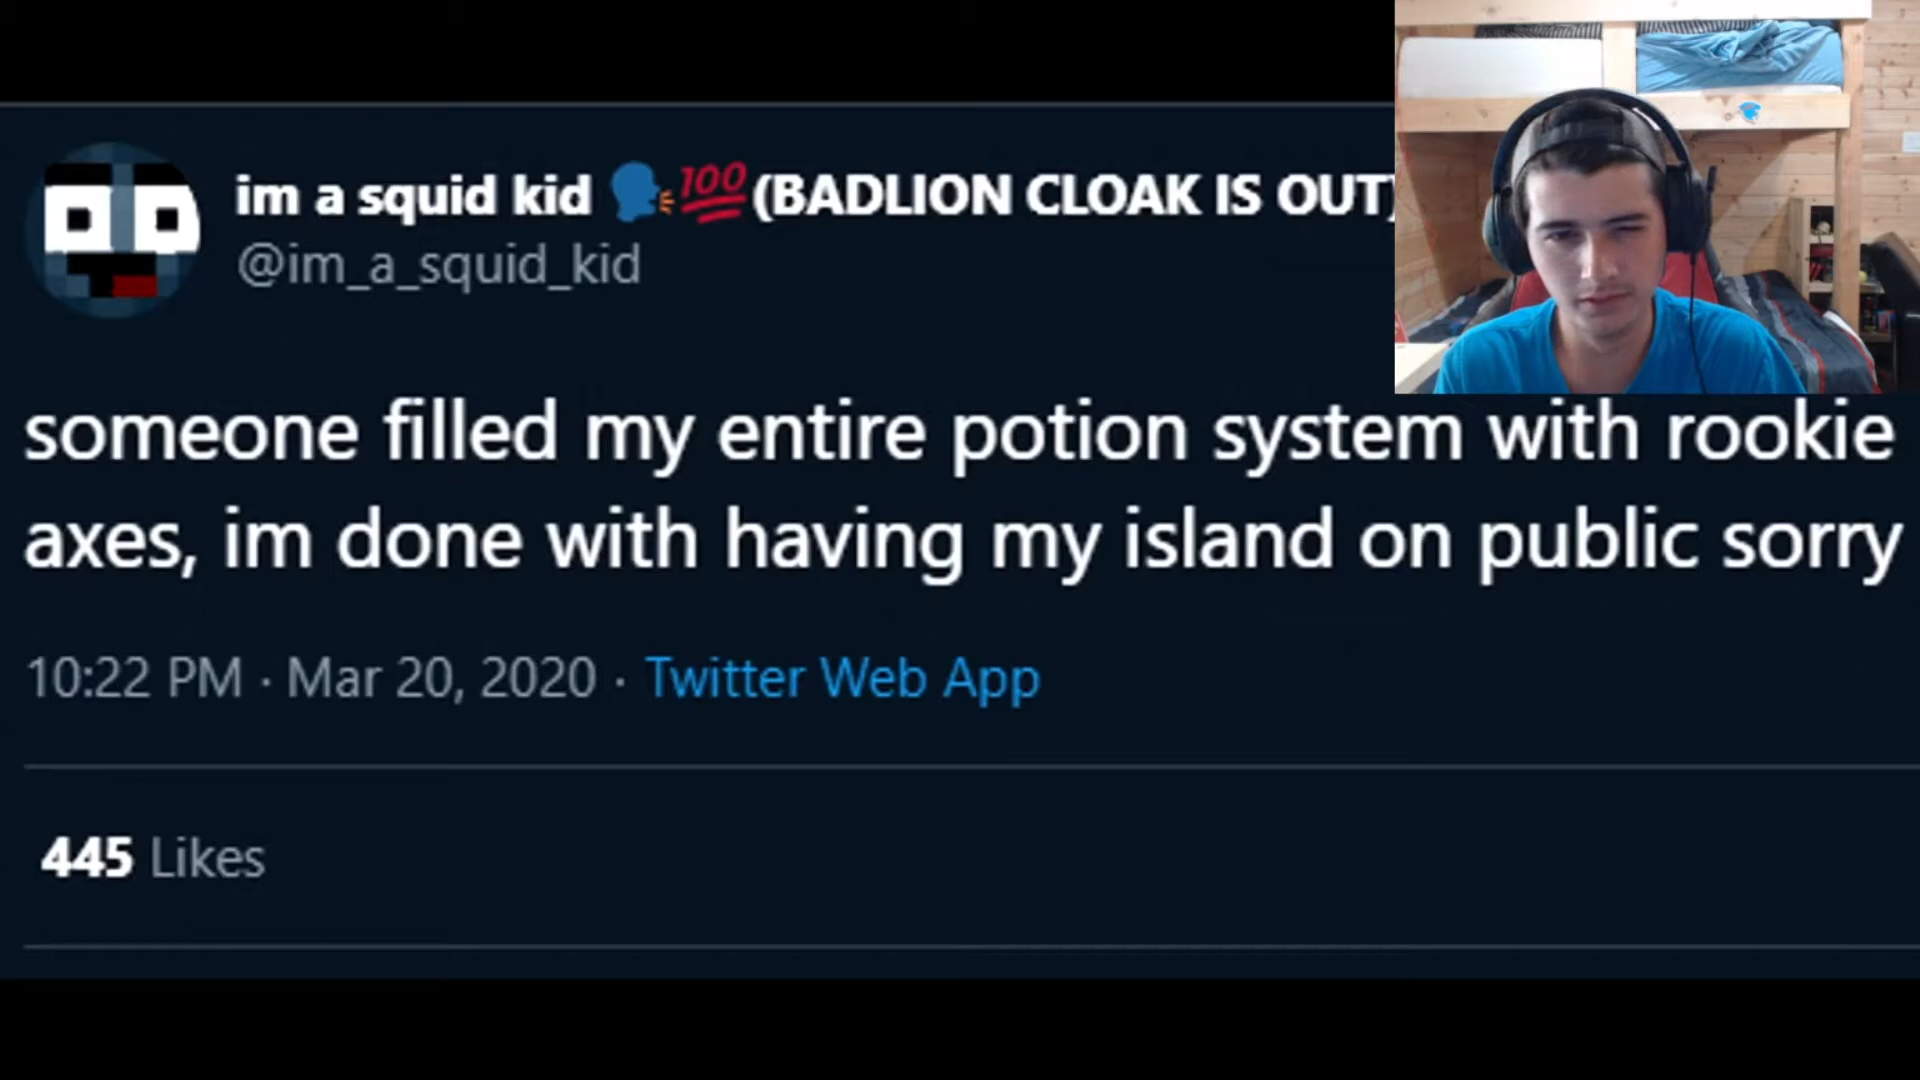 im a squid kid 🗣💯(BADLION CLOAK IS OUT)
@im_a_squid_kid
someone filled my entire potion system with rookie
axes, im done with having my island on public sorry
10:22 PM · Mar 20, 2020 · Twitter Web App
445 Likes